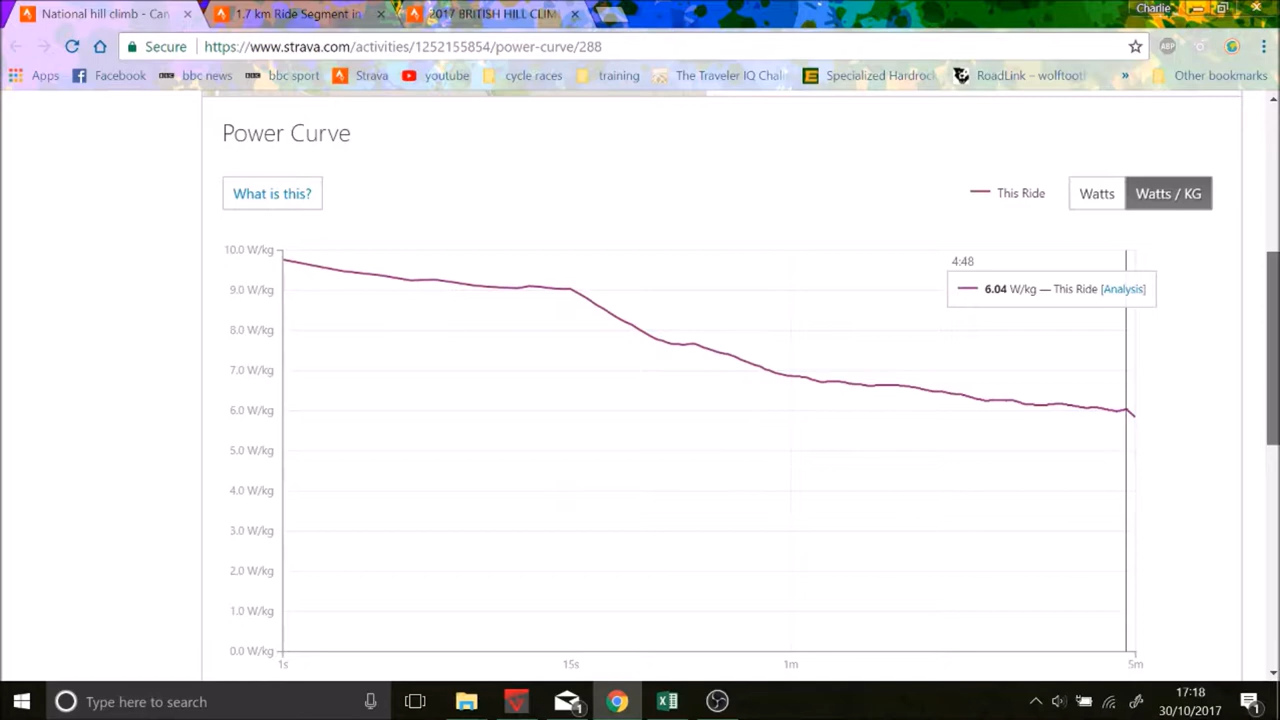 National hill climb - Can
1.7 km Ride Segment in
2017 BRITISH HILL CLIM
Charlie
Secure
https://www.strava.com/activities/1252155854/power-curve/288
ABP
Apps
Facebook
bbc news
bbc sport
Strava
youtube
cycle races
training
The Traveler IQ Chal
Specialized Hardroc
RoadLink – wolftoot
»
Other bookmarks
Power Curve
What is this?
This Ride
Watts
Watts / KG
10.0 W/kg
9.0 W/kg
8.0 W/kg
7.0 W/kg
6.0 W/kg
5.0 W/kg
4.0 W/kg
3.0 W/kg
2.0 W/kg
1.0 W/kg
0.0 W/kg
4:48
6.04 W/kg — This Ride [Analysis]
1s
15s
1m
5m
Type here to search
1
17:18
30/10/2017
1